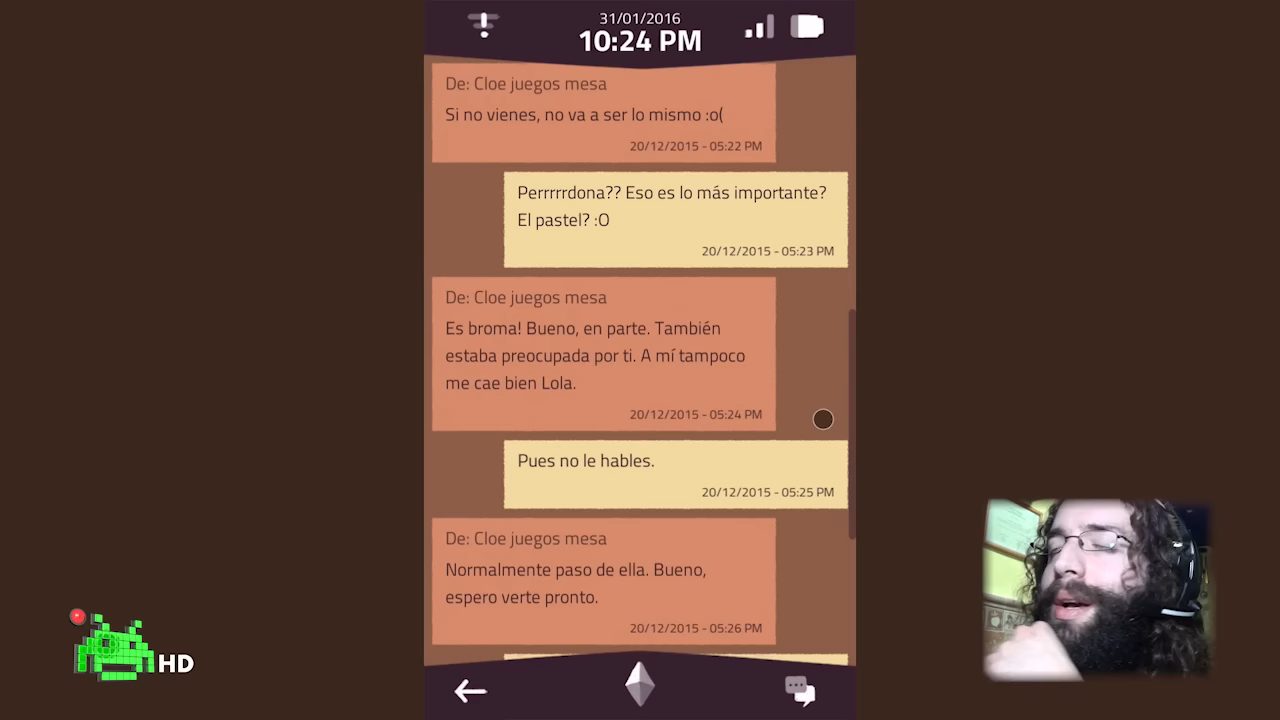 31/01/2016
10:24 PM
De: Cloe juegos mesa
Si no vienes, no va a ser lo mismo :o(
20/12/2015 - 05:22 PM
Perrrrrdona?? Eso es lo más importante?
El pastel? :O
20/12/2015 - 05:23 PM
De: Cloe juegos mesa
Es broma! Bueno, en parte. También
estaba preocupada por ti. A mí tampoco
me cae bien Lola.
20/12/2015 - 05:24 PM
Pues no le hables.
20/12/2015 - 05:25 PM
De: Cloe juegos mesa
Normalmente paso de ella. Bueno,
espero verte pronto.
20/12/2015 - 05:26 PM
HD